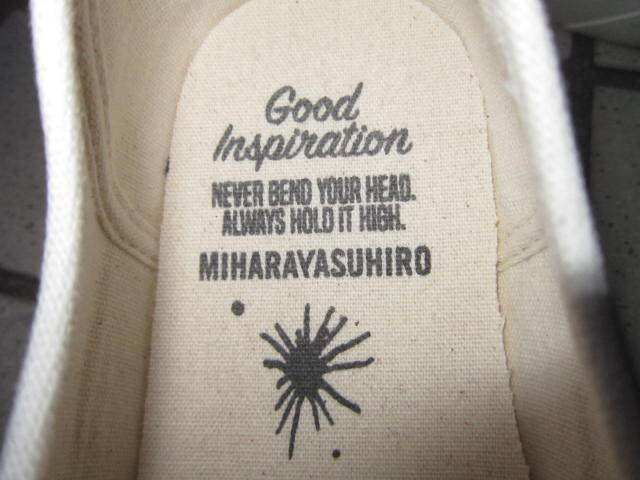 Good
Inspiration
NEVER BEND YOUR HEAD.
ALWAYS HOLD IT HIGH.
MIHARAYASUHIRO